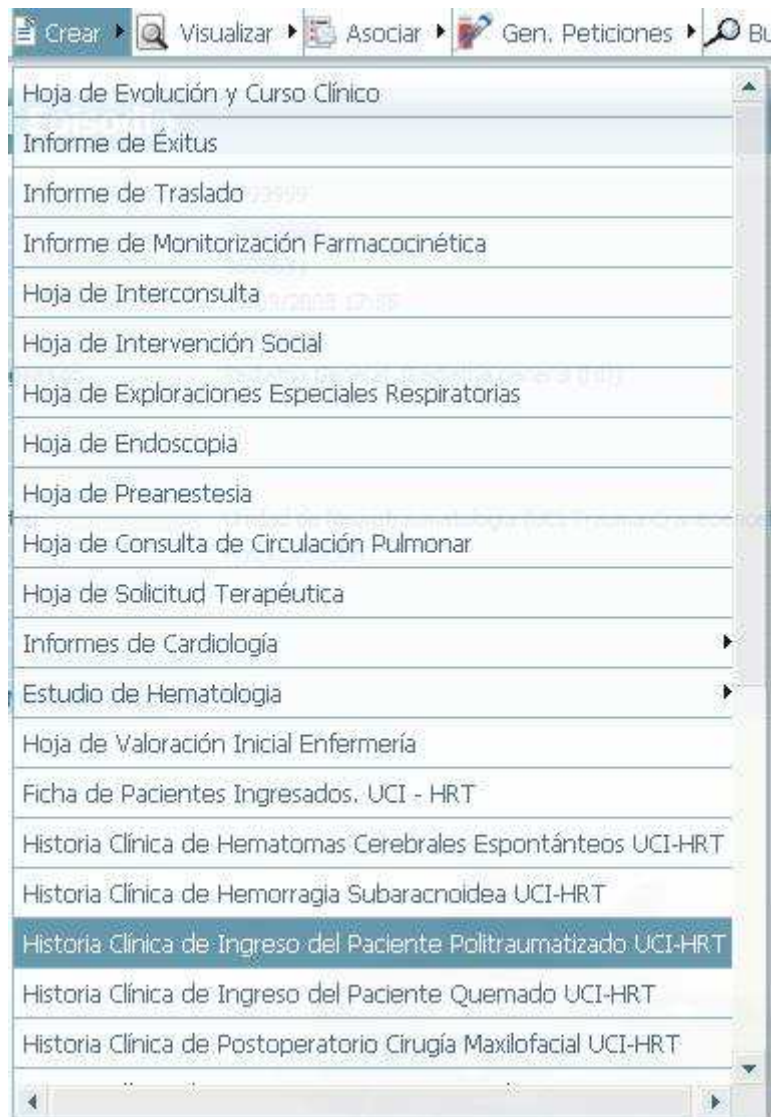 Crear Visualizar Asociar Gen. Peticiones Bu
Hoja de Evolución y Curso Clínico
Informe de Éxitus
Informe de Traslado
Informe de Monitorización Farmacocinética
Hoja de Interconsulta
Hoja de Intervención Social
Hoja de Exploraciones Especiales Respiratorias
Hoja de Endoscopia
Hoja de Preanestesia
Hoja de Consulta de Circulación Pulmonar
Hoja de Solicitud Terapéutica
Informes de Cardiología
Estudio de Hematologia
Hoja de Valoración Inicial Enfermería
Ficha de Pacientes Ingresados. UCI - HRT
Historia Clínica de Hematomas Cerebrales Espontánteos UCI-HRT
Historia Clínica de Hemorragia Subaracnoidea UCI-HRT
Historia Clínica de Ingreso del Paciente Politraumatizado UCI-HRT
Historia Clínica de Ingreso del Paciente Quemado UCI-HRT
Historia Clínica de Postoperatorio Cirugía Maxilofacial UCI-HRT